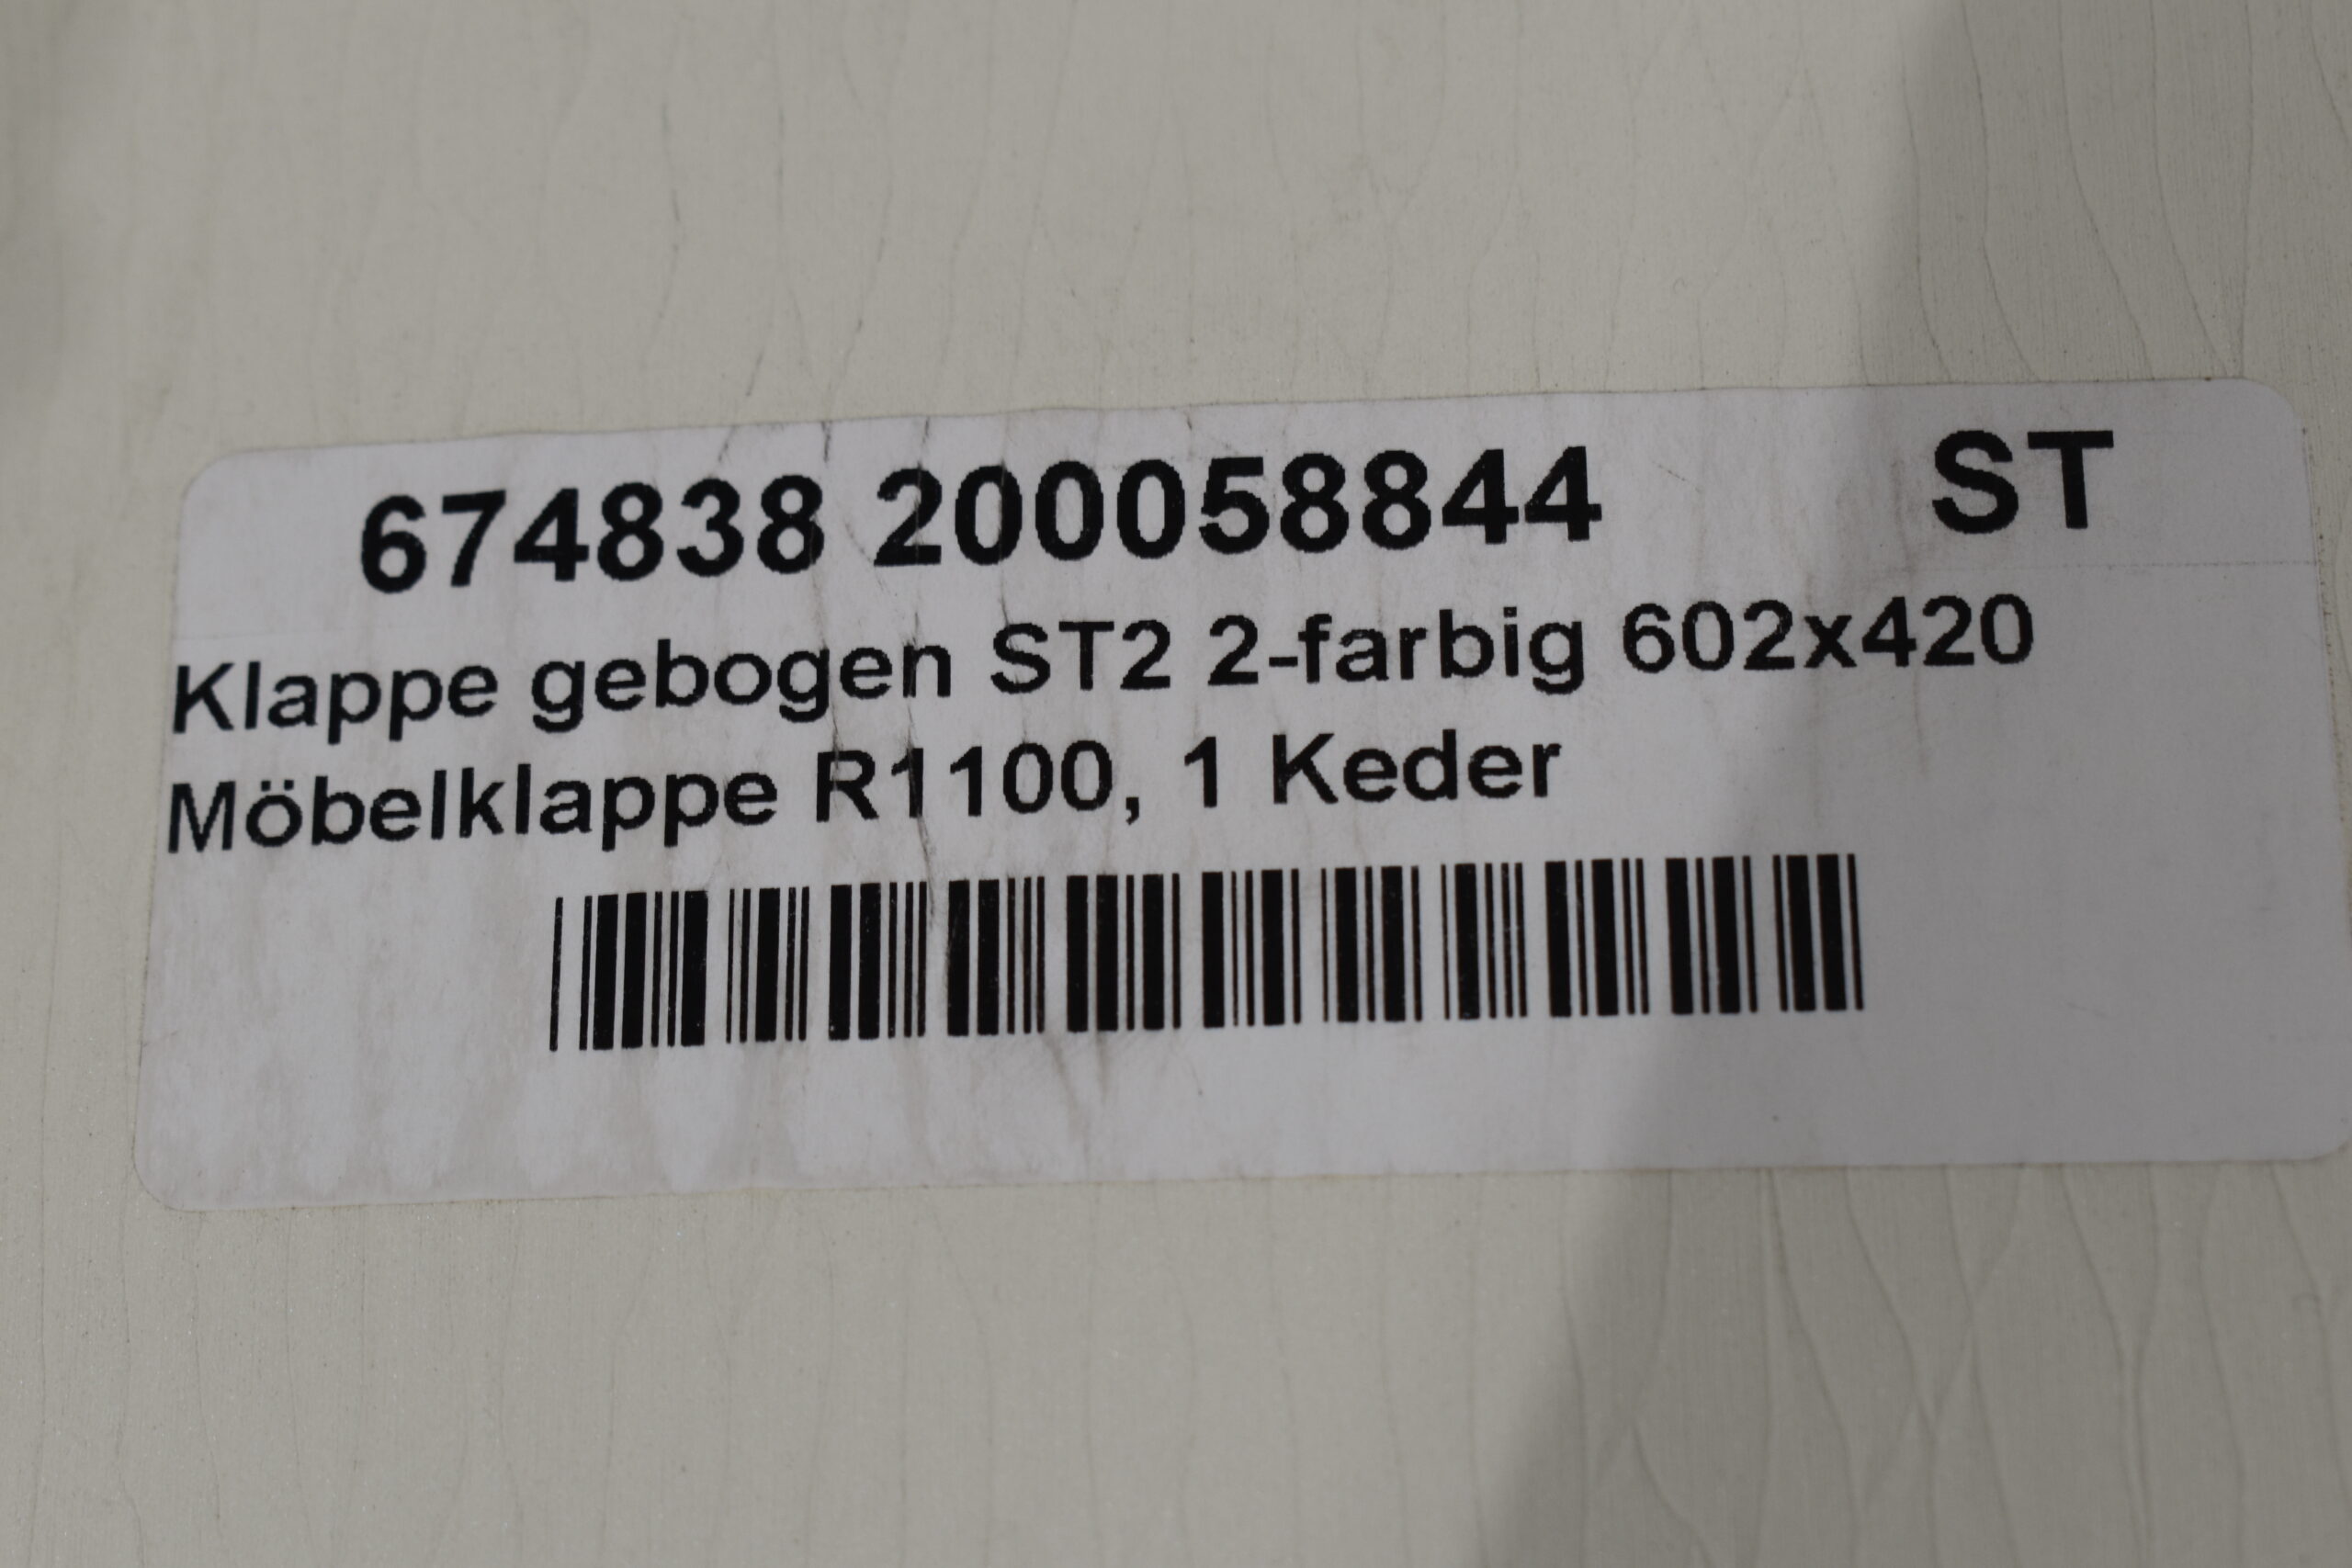 674838 200058844 ST
Klappe gebogen ST2 2-farbig 602x420
Möbelklappe R1100, 1 Keder